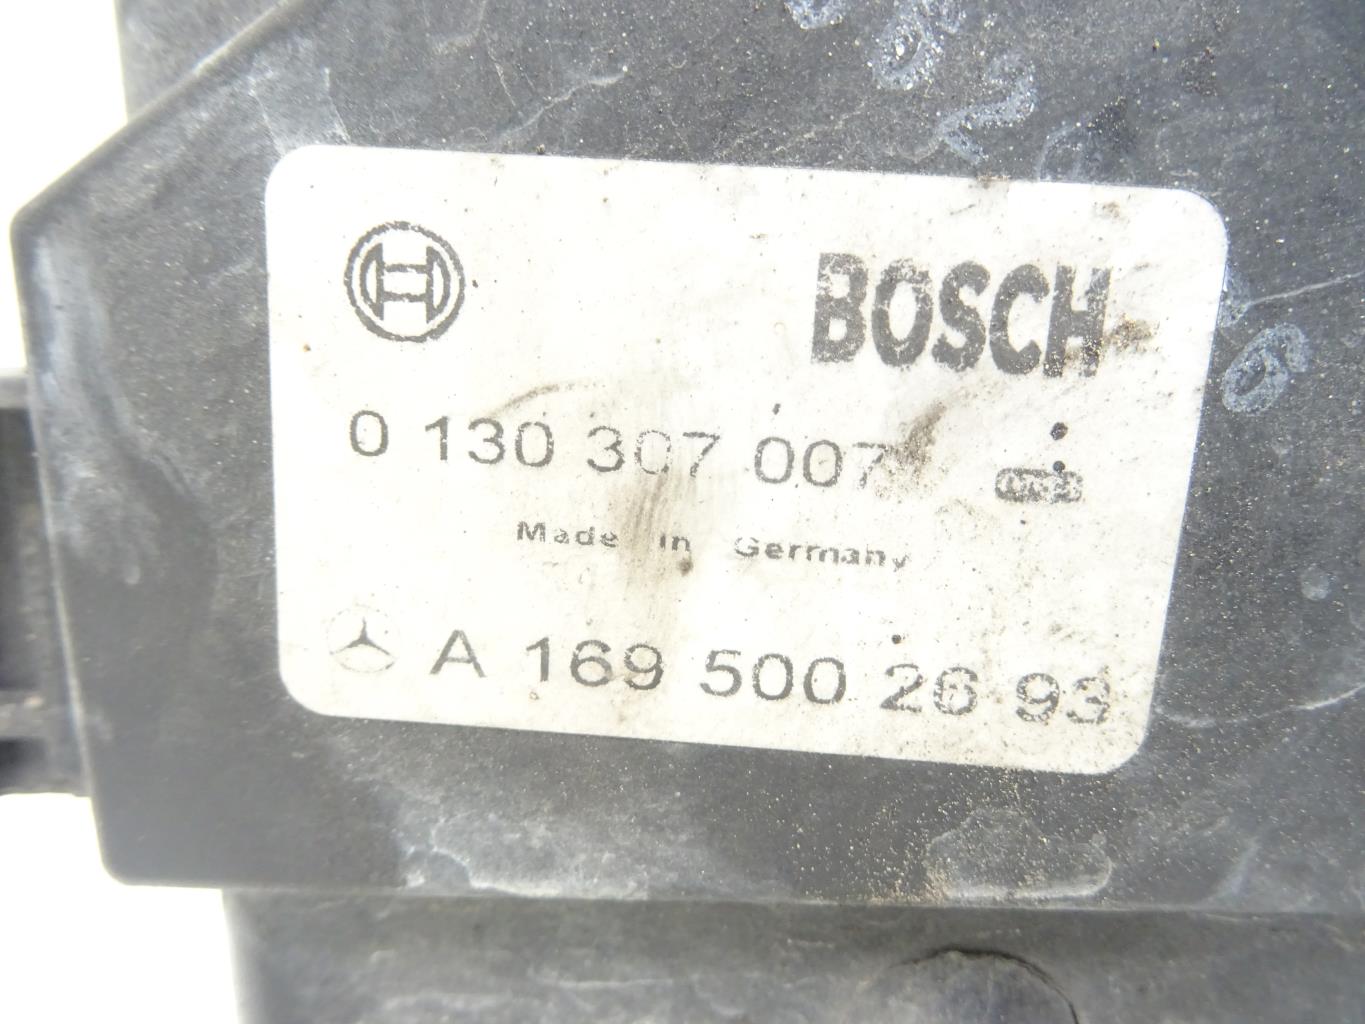 BOSCH
0 130 307 007
Made in Germany
A 169 500 26 93